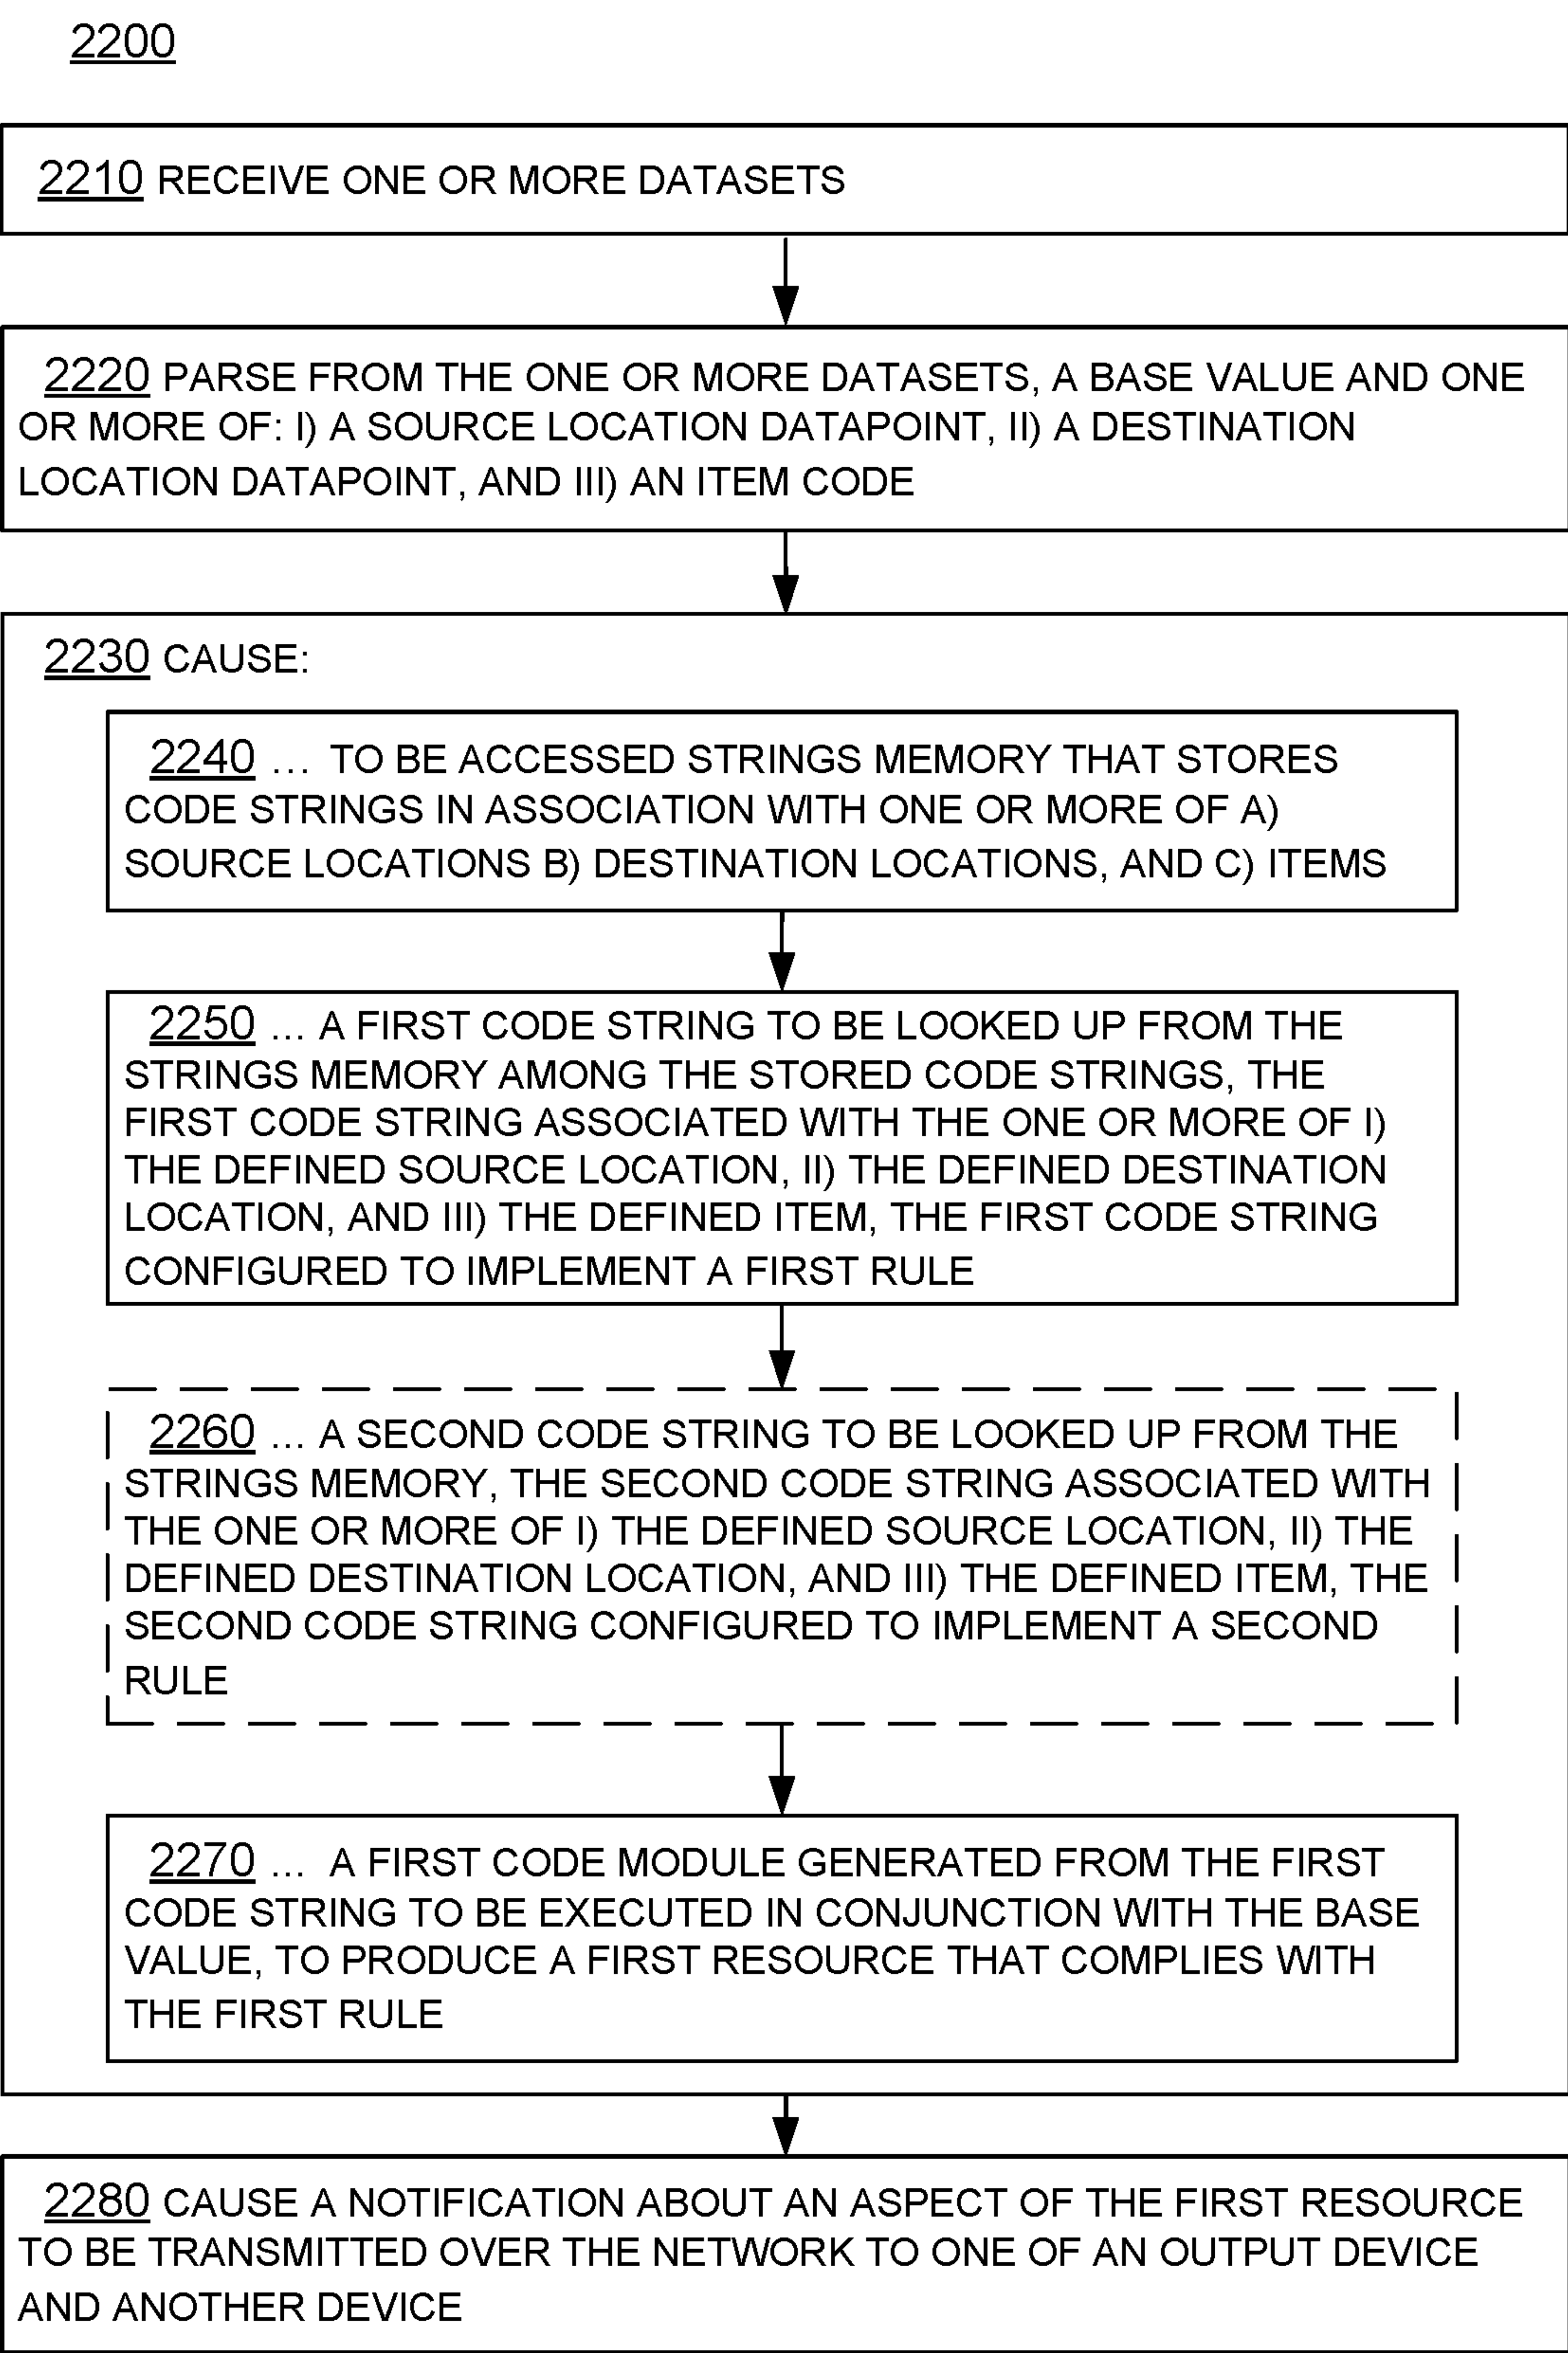 2200
2210 RECEIVE ONE OR MORE DATASETS
2220 PARSE FROM THE ONE OR MORE DATASETS, A BASE VALUE AND ONE
OR MORE OF: I) A SOURCE LOCATION DATAPOINT, II) A DESTINATION
LOCATION DATAPOINT, AND III) AN ITEM CODE
2230 CAUSE:
2240 ... TO BE ACCESSED STRINGS MEMORY THAT STORES
CODE STRINGS IN ASSOCIATION WITH ONE OR MORE OF A)
SOURCE LOCATIONS B) DESTINATION LOCATIONS, AND C) ITEMS
2250 ... A FIRST CODE STRING TO BE LOOKED UP FROM THE
STRINGS MEMORY AMONG THE STORED CODE STRINGS, THE
FIRST CODE STRING ASSOCIATED WITH THE ONE OR MORE OF I)
THE DEFINED SOURCE LOCATION, II) THE DEFINED DESTINATION
LOCATION, AND III) THE DEFINED ITEM, THE FIRST CODE STRING
CONFIGURED TO IMPLEMENT A FIRST RULE
2260 ... A SECOND CODE STRING TO BE LOOKED UP FROM THE
STRINGS MEMORY, THE SECOND CODE STRING ASSOCIATED WITH
THE ONE OR MORE OF I) THE DEFINED SOURCE LOCATION, II) THE
DEFINED DESTINATION LOCATION, AND III) THE DEFINED ITEM, THE
SECOND CODE STRING CONFIGURED TO IMPLEMENT A SECOND
RULE
2270 ... A FIRST CODE MODULE GENERATED FROM THE FIRST
CODE STRING TO BE EXECUTED IN CONJUNCTION WITH THE BASE
VALUE, TO PRODUCE A FIRST RESOURCE THAT COMPLIES WITH
THE FIRST RULE
2280 CAUSE A NOTIFICATION ABOUT AN ASPECT OF THE FIRST RESOURCE
TO BE TRANSMITTED OVER THE NETWORK TO ONE OF AN OUTPUT DEVICE
AND ANOTHER DEVICE